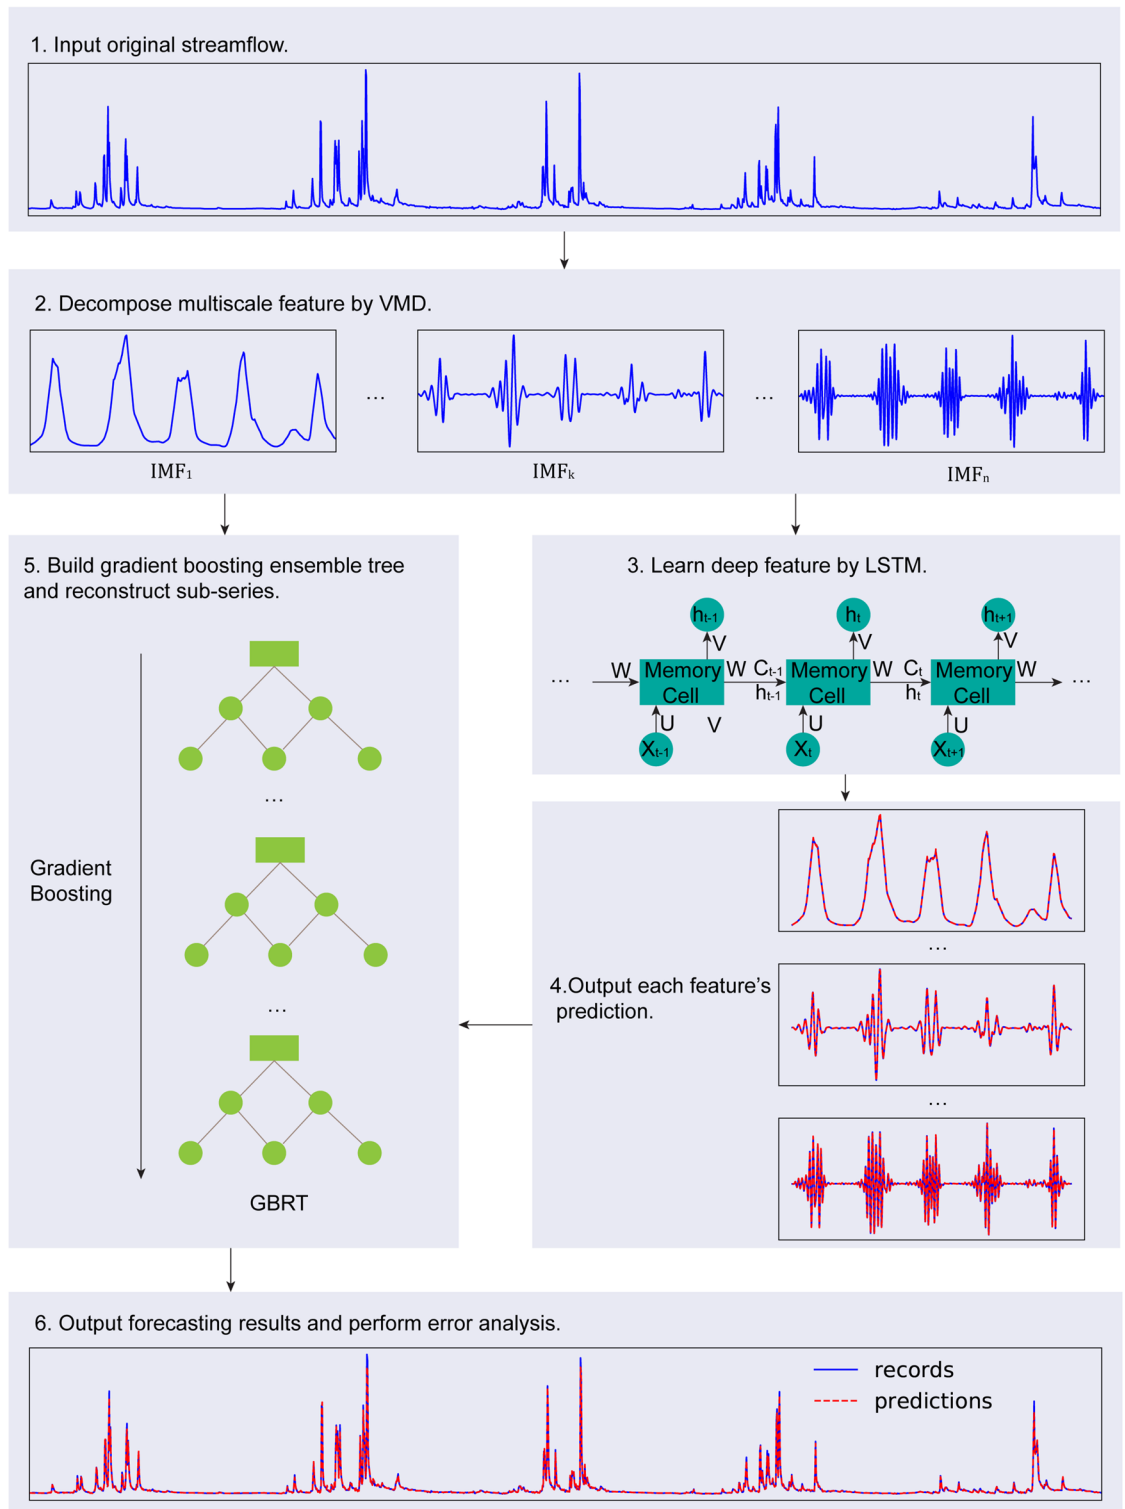 1. Input original streamflow.
2. Decompose multiscale feature by VMD.
...
...
IMF₁
IMFₖ
IMFₙ
5. Build gradient boosting ensemble tree
and reconstruct sub-series.
...
Gradient
Boosting
...
GBRT
3. Learn deep feature by LSTM.
hₜ₋₁ hₜ hₜ₊₁
V V V
... W Memory Cell W Cₜ₋₁ hₜ₋₁ Memory Cell W Cₜ hₜ Memory Cell W ...
U V U U
Xₜ₋₁ Xₜ Xₜ₊₁
...
4.Output each feature's
prediction.
...
6. Output forecasting results and perform error analysis.
records
predictions